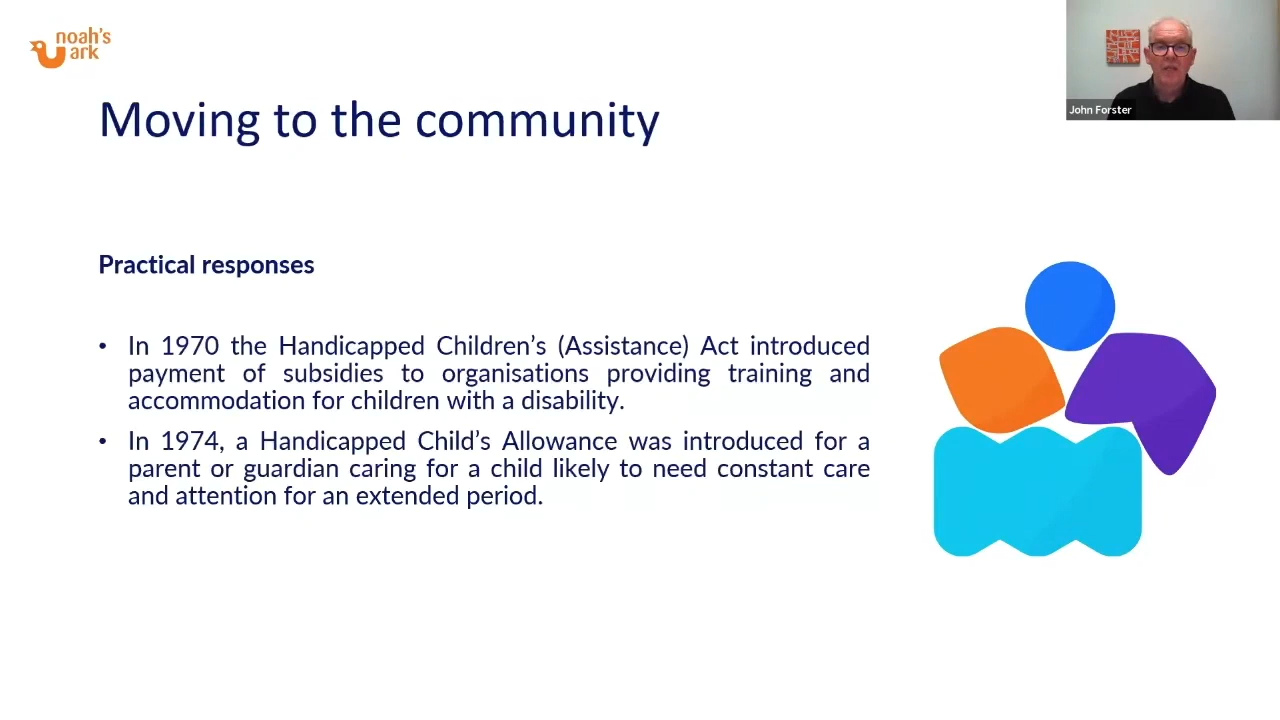 noah's
ark
John Forster
Moving to the community
Practical responses
• In 1970 the Handicapped Children’s (Assistance) Act introduced
payment of subsidies to organisations providing training and
accommodation for children with a disability.
• In 1974, a Handicapped Child’s Allowance was introduced for a
parent or guardian caring for a child likely to need constant care
and attention for an extended period.